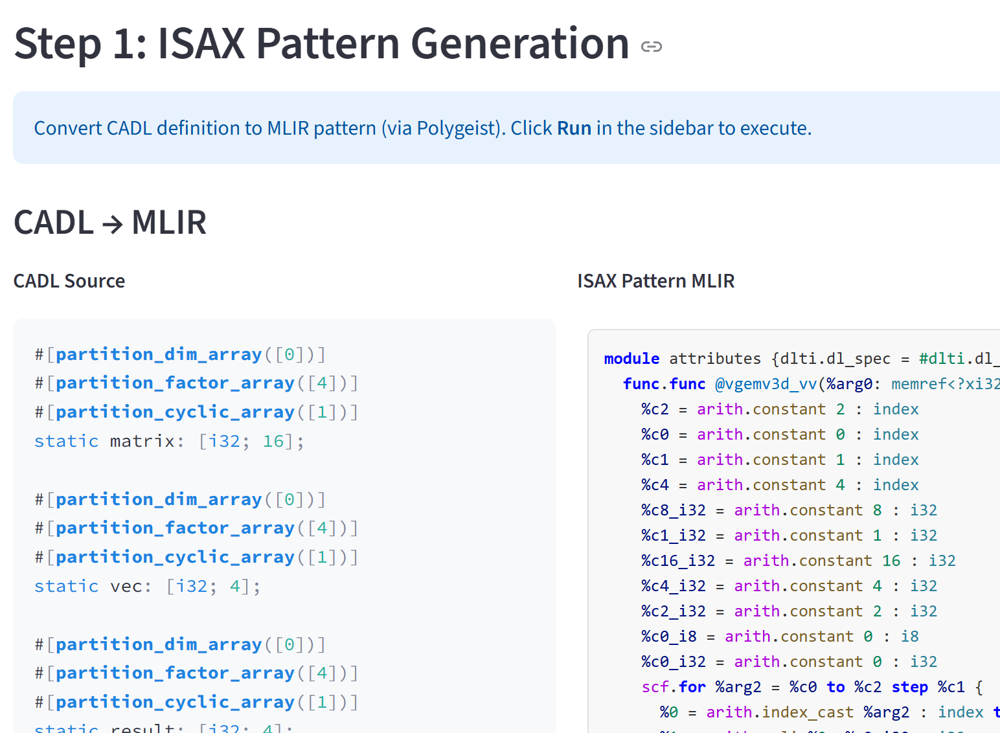 Step 1: ISAX Pattern Generation
Convert CADL definition to MLIR pattern (via Polygeist). Click Run in the sidebar to execute.
CADL → MLIR
CADL Source
#[partition_dim_array([0])]
#[partition_factor_array([4])]
#[partition_cyclic_array([1])]
static matrix: [i32; 16];
#[partition_dim_array([0])]
#[partition_factor_array([4])]
#[partition_cyclic_array([1])]
static vec: [i32; 4];
#[partition_dim_array([0])]
#[partition_factor_array([4])]
#[partition_cyclic_array([1])]
static result: [i32; 4];
ISAX Pattern MLIR
module attributes {dlti.dl_spec = #dlti.dl_
func.func @vgemv3d_vv(%arg0: memref<?xi32
%c2 = arith.constant 2 : index
%c0 = arith.constant 0 : index
%c1 = arith.constant 1 : index
%c4 = arith.constant 4 : index
%c8_i32 = arith.constant 8 : i32
%c1_i32 = arith.constant 1 : i32
%c16_i32 = arith.constant 16 : i32
%c4_i32 = arith.constant 4 : i32
%c2_i32 = arith.constant 2 : i32
%c0_i8 = arith.constant 0 : i8
%c0_i32 = arith.constant 0 : i32
scf.for %arg2 = %c0 to %c2 step %c1 {
%0 = arith.index_cast %arg2 : index t